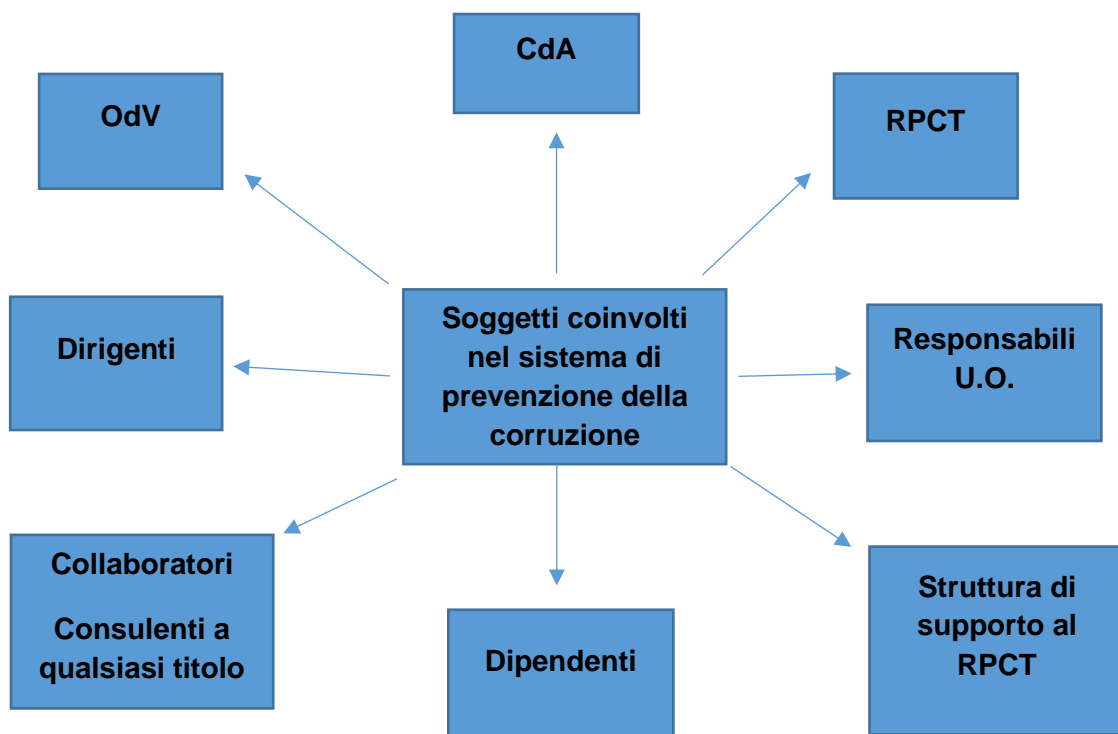 CdA
OdV
RPCT
Soggetti coinvolti
nel sistema di
prevenzione della
corruzione
Dirigenti
Responsabili
U.O.
Collaboratori
Consulenti a
qualsiasi titolo
Dipendenti
Struttura di
supporto al
RPCT